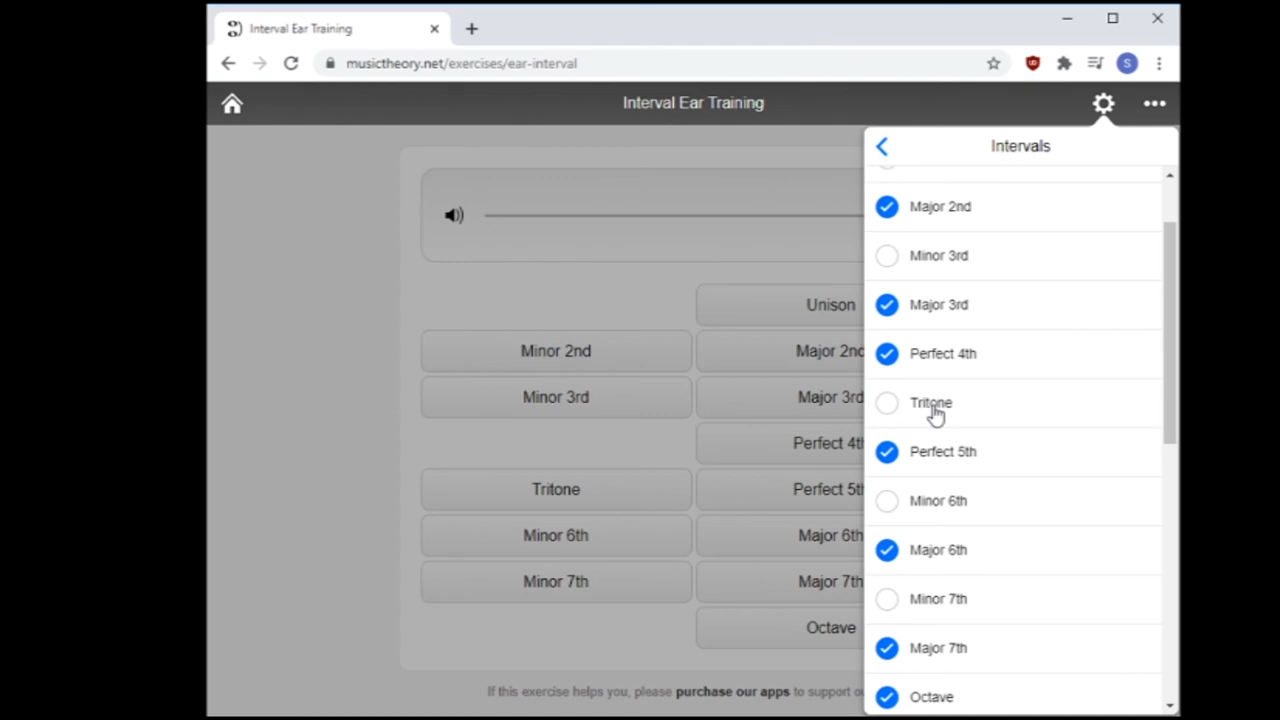 Interval Ear Training
musictheory.net/exercises/ear-interval
S
Interval Ear Training
Intervals
Major 2nd
Minor 3rd
Major 3rd
Perfect 4th
Tritone
Perfect 5th
Minor 6th
Major 6th
Minor 7th
Major 7th
Octave
Unison
Minor 2nd Major 2nd
Minor 3rd Major 3rd
Perfect 4th
Tritone Perfect 5th
Minor 6th Major 6th
Minor 7th Major 7th
Octave
If this exercise helps you, please purchase our apps to support